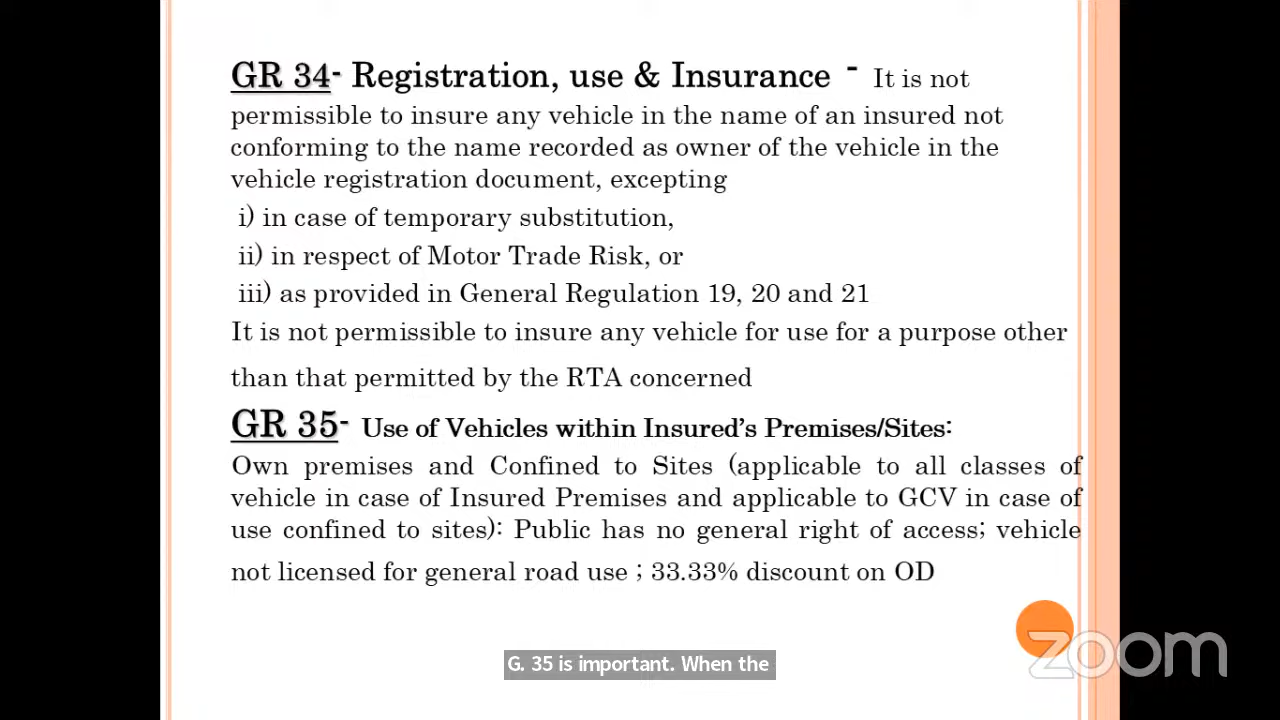 GR 34- Registration, use & Insurance - It is not
permissible to insure any vehicle in the name of an insured not
conforming to the name recorded as owner of the vehicle in the
vehicle registration document, excepting
i) in case of temporary substitution,
ii) in respect of Motor Trade Risk, or
iii) as provided in General Regulation 19, 20 and 21
It is not permissible to insure any vehicle for use for a purpose other
than that permitted by the RTA concerned
GR 35- Use of Vehicles within Insured’s Premises/Sites:
Own premises and Confined to Sites (applicable to all classes of
vehicle in case of Insured Premises and applicable to GCV in case of
use confined to sites): Public has no general right of access; vehicle
not licensed for general road use ; 33.33% discount on OD
zoom
G. 35 is important. When the